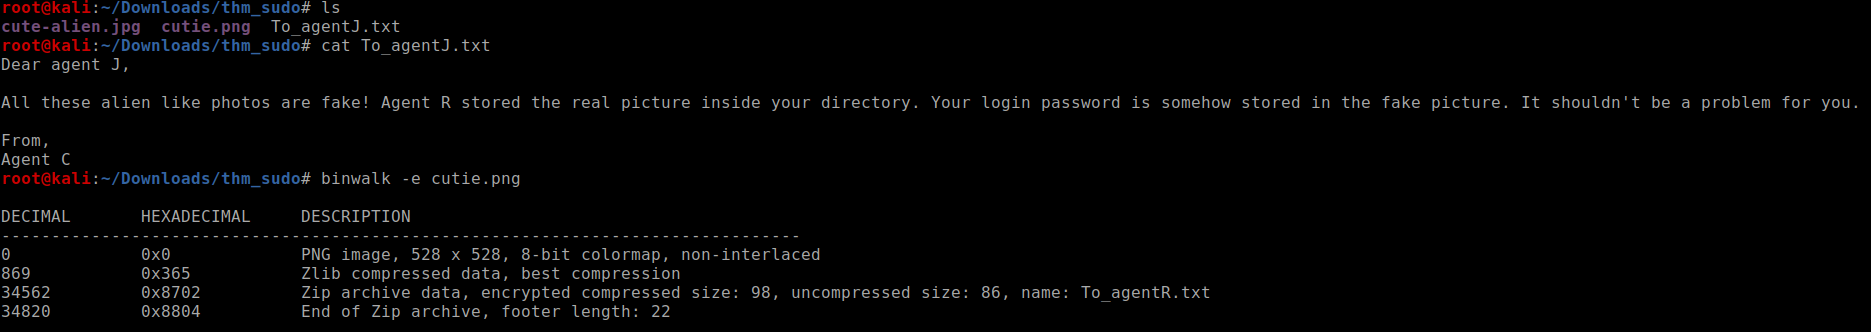 root@kali:~/Downloads/thm_sudo# ls
cute-alien.jpg  cutie.png  To_agentJ.txt
root@kali:~/Downloads/thm_sudo# cat To_agentJ.txt
Dear agent J,

All these alien like photos are fake! Agent R stored the real picture inside your directory. Your login password is somehow stored in the fake picture. It shouldn't be a problem for you.

From,
Agent C
root@kali:~/Downloads/thm_sudo# binwalk -e cutie.png

DECIMAL       HEXADECIMAL     DESCRIPTION
--------------------------------------------------------------------------------
0             0x0             PNG image, 528 x 528, 8-bit colormap, non-interlaced
869           0x365           Zlib compressed data, best compression
34562         0x8702          Zip archive data, encrypted compressed size: 98, uncompressed size: 86, name: To_agentR.txt
34820         0x8804          End of Zip archive, footer length: 22